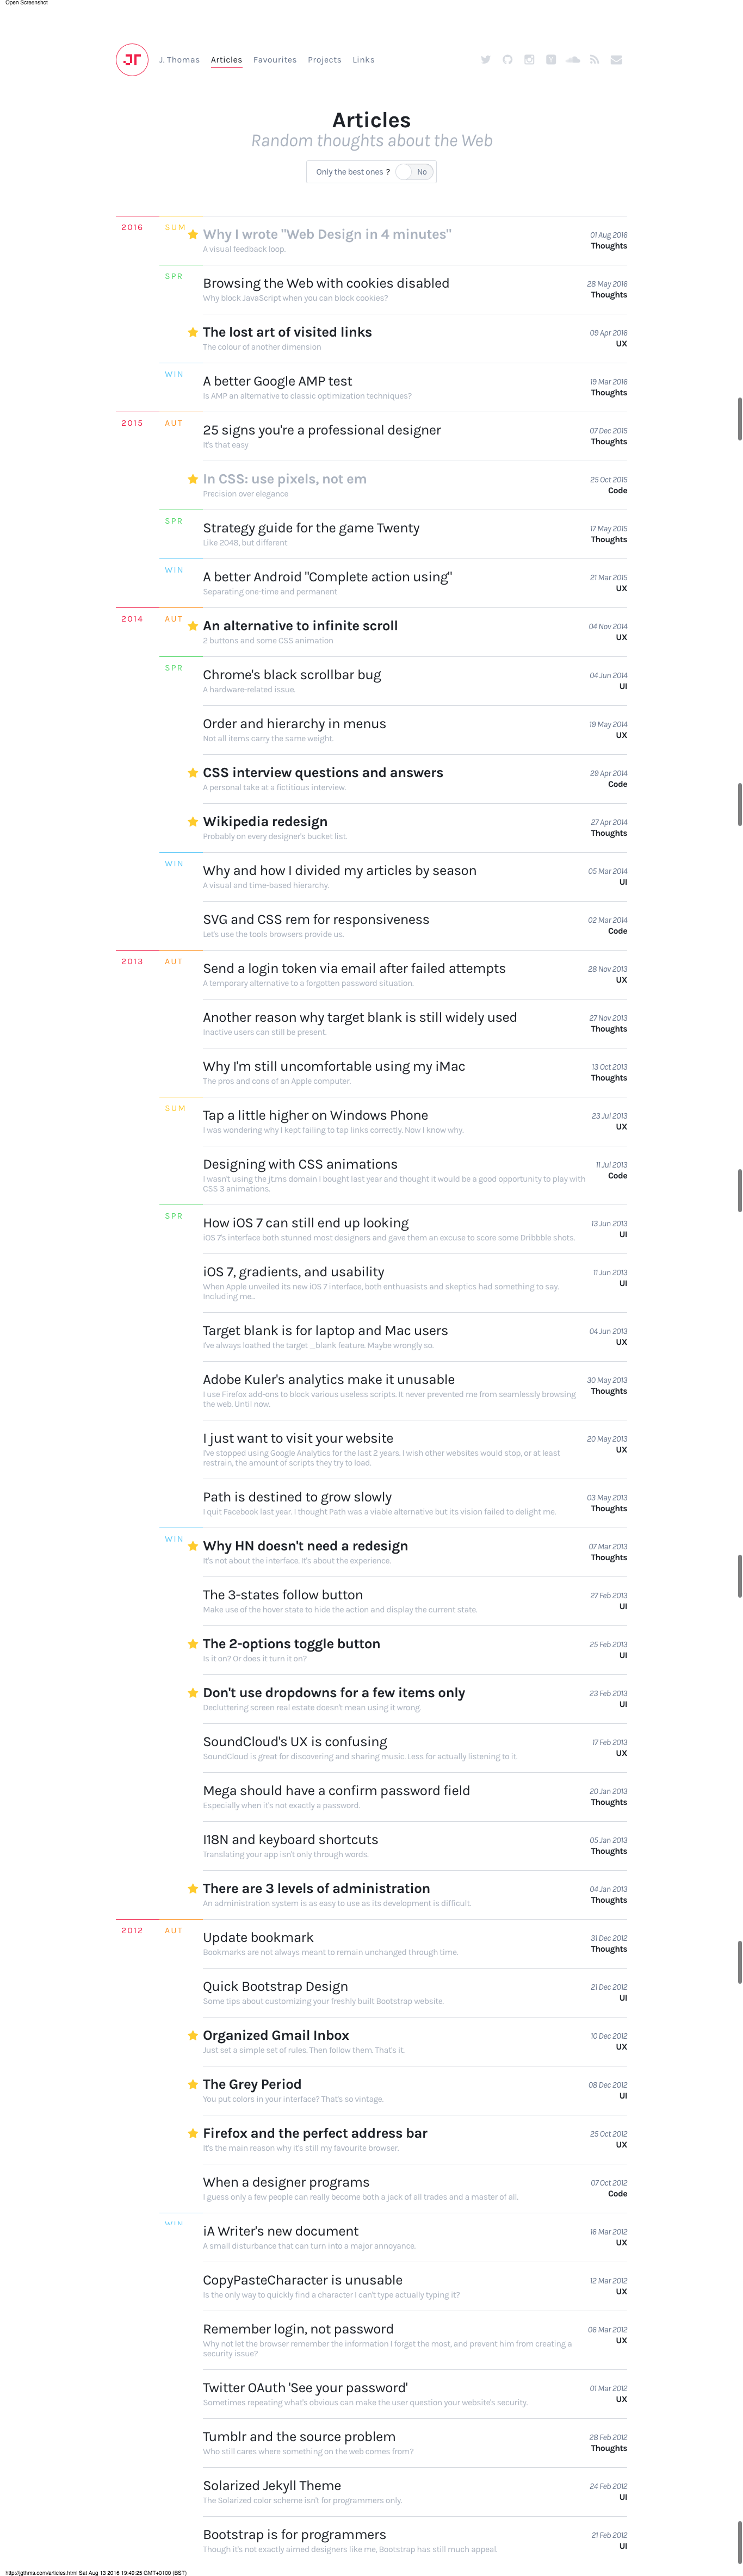 Open Screenshot
JT
J. Thomas Articles Favourites Projects Links
Articles
Random thoughts about the Web
Only the best ones ? No
2016 SUM Why I wrote "Web Design in 4 minutes" 01 Aug 2016
A visual feedback loop. Thoughts
SPR Browsing the Web with cookies disabled 28 May 2016
Why block JavaScript when you can block cookies? Thoughts
The lost art of visited links 09 Apr 2016
The colour of another dimension UX
WIN A better Google AMP test 19 Mar 2016
Is AMP an alternative to classic optimization techniques? Thoughts
2015 AUT 25 signs you're a professional designer 07 Dec 2015
It's that easy Thoughts
In CSS: use pixels, not em 25 Oct 2015
Precision over elegance Code
SPR Strategy guide for the game Twenty 17 May 2015
Like 2048, but different Thoughts
WIN A better Android "Complete action using" 21 Mar 2015
Separating one-time and permanent UX
2014 AUT An alternative to infinite scroll 04 Nov 2014
2 buttons and some CSS animation UX
SPR Chrome's black scrollbar bug 04 Jun 2014
A hardware-related issue. UI
Order and hierarchy in menus 19 May 2014
Not all items carry the same weight. UX
CSS interview questions and answers 29 Apr 2014
A personal take at a fictitious interview. Code
Wikipedia redesign 27 Apr 2014
Probably on every designer's bucket list. Thoughts
WIN Why and how I divided my articles by season 05 Mar 2014
A visual and time-based hierarchy. UI
SVG and CSS rem for responsiveness 02 Mar 2014
Let's use the tools browsers provide us. Code
2013 AUT Send a login token via email after failed attempts 28 Nov 2013
A temporary alternative to a forgotten password situation. UX
Another reason why target blank is still widely used 27 Nov 2013
Inactive users can still be present. Thoughts
Why I'm still uncomfortable using my iMac 13 Oct 2013
The pros and cons of an Apple computer. Thoughts
SUM Tap a little higher on Windows Phone 23 Jul 2013
I was wondering why I kept failing to tap links correctly. Now I know why. UX
Designing with CSS animations 11 Jul 2013
I wasn't using the jt.ms domain I bought last year and thought it would be a good opportunity to play with Code
CSS 3 animations.
SPR How iOS 7 can still end up looking 13 Jun 2013
iOS 7's interface both stunned most designers and gave them an excuse to score some Dribbble shots. UI
iOS 7, gradients, and usability 11 Jun 2013
When Apple unveiled its new iOS 7 interface, both enthuasists and skeptics had something to say. UI
Including me...
Target blank is for laptop and Mac users 04 Jun 2013
I've always loathed the target _blank feature. Maybe wrongly so. UX
Adobe Kuler's analytics make it unusable 30 May 2013
I use Firefox add-ons to block various useless scripts. It never prevented me from seamlessly browsing Thoughts
the web. Until now.
I just want to visit your website 20 May 2013
I've stopped using Google Analytics for the last 2 years. I wish other websites would stop, or at least UX
restrain, the amount of scripts they try to load.
Path is destined to grow slowly 03 May 2013
I quit Facebook last year. I thought Path was a viable alternative but its vision failed to delight me. Thoughts
WIN Why HN doesn't need a redesign 07 Mar 2013
It's not about the interface. It's about the experience. Thoughts
The 3-states follow button 27 Feb 2013
Make use of the hover state to hide the action and display the current state. UI
The 2-options toggle button 25 Feb 2013
Is it on? Or does it turn it on? UI
Don't use dropdowns for a few items only 23 Feb 2013
Decluttering screen real estate doesn't mean using it wrong. UI
SoundCloud's UX is confusing 17 Feb 2013
SoundCloud is great for discovering and sharing music. Less for actually listening to it. UX
Mega should have a confirm password field 20 Jan 2013
Especially when it's not exactly a password. Thoughts
I18N and keyboard shortcuts 05 Jan 2013
Translating your app isn't only through words. Thoughts
There are 3 levels of administration 04 Jan 2013
An administration system is as easy to use as its development is difficult. Thoughts
2012 AUT Update bookmark 31 Dec 2012
Bookmarks are not always meant to remain unchanged through time. Thoughts
Quick Bootstrap Design 21 Dec 2012
Some tips about customizing your freshly built Bootstrap website. UI
Organized Gmail Inbox 10 Dec 2012
Just set a simple set of rules. Then follow them. That's it. UX
The Grey Period 08 Dec 2012
You put colors in your interface? That's so vintage. UI
Firefox and the perfect address bar 25 Oct 2012
It's the main reason why it's still my favourite browser. UX
When a designer programs 07 Oct 2012
I guess only a few people can really become both a jack of all trades and a master of all. Code
WIN iA Writer's new document 16 Mar 2012
A small disturbance that can turn into a major annoyance. UX
CopyPasteCharacter is unusable 12 Mar 2012
Is the only way to quickly find a character I can't type actually typing it? UX
Remember login, not password 06 Mar 2012
Why not let the browser remember the information I forget the most, and prevent him from creating a UX
security issue?
Twitter OAuth 'See your password' 01 Mar 2012
Sometimes repeating what's obvious can make the user question your website's security. UX
Tumblr and the source problem 28 Feb 2012
Who still cares where something on the web comes from? Thoughts
Solarized Jekyll Theme 24 Feb 2012
The Solarized color scheme isn't for programmers only. UI
Bootstrap is for programmers 21 Feb 2012
Though it's not exactly aimed designers like me, Bootstrap has still much appeal. UI
http://jgthms.com/articles.html Sat Aug 13 2016 19:49:25 GMT+0100 (BST)